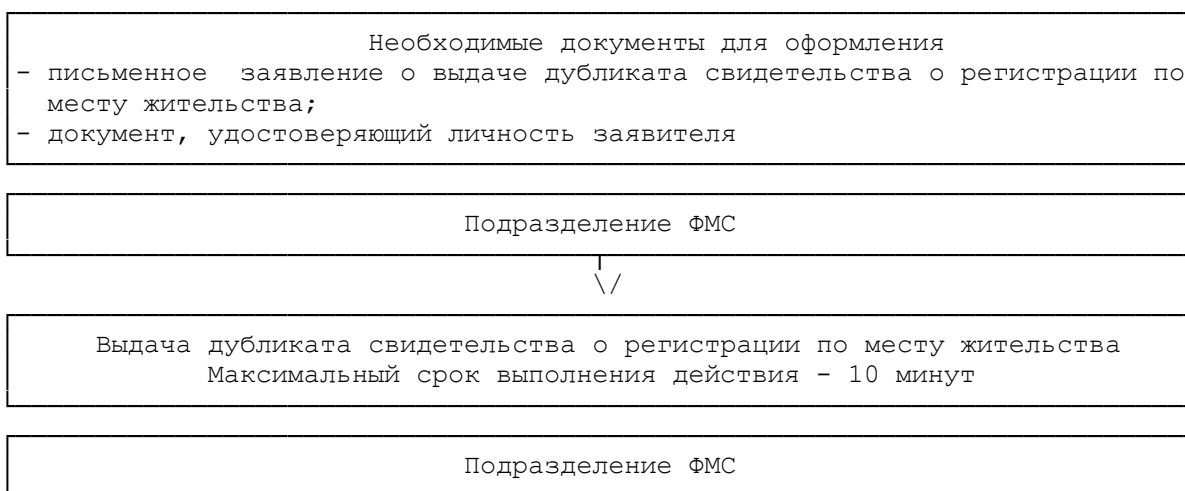 Необходимые документы для оформления
- письменное заявление о выдаче дубликата свидетельства о регистрации по
месту жительства;
- документ, удостоверяющий личность заявителя
Подразделение ФМС
\/
Выдача дубликата свидетельства о регистрации по месту жительства
Максимальный срок выполнения действия - 10 минут
Подразделение ФМС